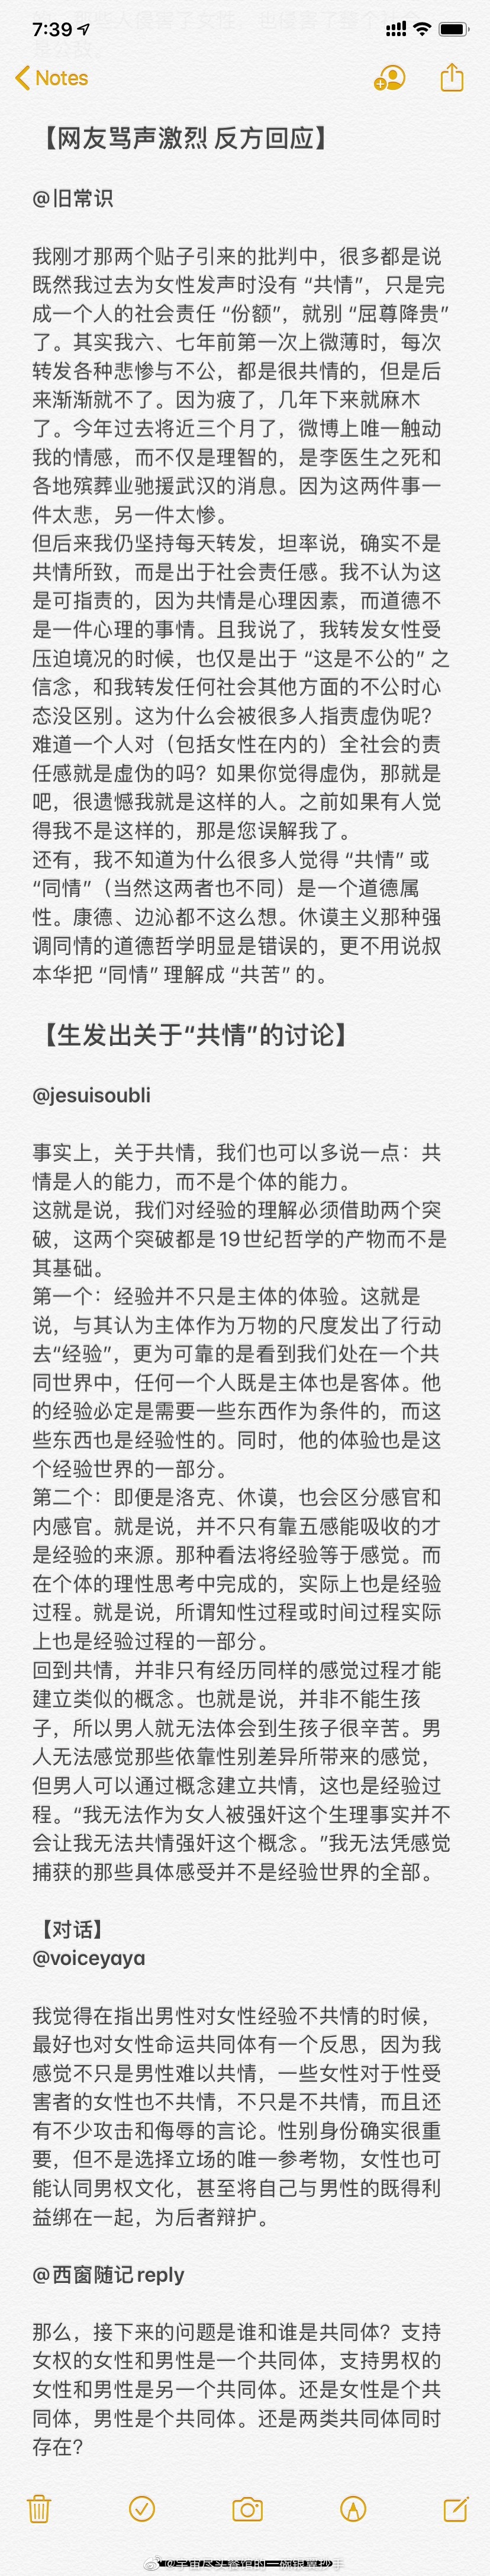 7:39
Notes
【网友骂声激烈 反方回应】
@旧常识
我刚才那两个贴子引来的批判中，很多都是说
既然我过去为女性发声时没有 “共情”，只是完
成一个人的社会责任 “份额”，就别 “屈尊降贵”
了。其实我六、七年前第一次上微薄时，每次
转发各种悲惨与不公，都是很共情的，但是后
来渐渐就不了。因为疲了，几年下来就麻木
了。今年过去将近三个月了，微博上唯一触动
我的情感，而不仅是理智的，是李医生之死和
各地殡葬业驰援武汉的消息。因为这两件事一
件太悲，另一件太惨。
但后来我仍坚持每天转发，坦率说，确实不是
共情所致，而是出于社会责任感。我不认为这
是可指责的，因为共情是心理因素，而道德不
是一件心理的事情。且我说了，我转发女性受
压迫境况的时候，也仅是出于 “这是不公的” 之
信念，和我转发任何社会其他方面的不公时心
态没区别。这为什么会被很多人指责虚伪呢？
难道一个人对（包括女性在内的）全社会的责
任感就是虚伪的吗？如果你觉得虚伪，那就是
吧，很遗憾我就是这样的人。之前如果有人觉
得我不是这样的，那是您误解我了。
还有，我不知道为什么很多人觉得 “共情” 或
“同情”（当然这两者也不同）是一个道德属
性。康德、边沁都不这么想。休谟主义那种强
调同情的道德哲学明显是错误的，更不用说叔
本华把 “同情” 理解成 “共苦” 的。
【生发出关于“共情”的讨论】
@jesuisoubli
事实上，关于共情，我们也可以多说一点：共
情是人的能力，而不是个体的能力。
这就是说，我们对经验的理解必须借助两个突
破，这两个突破都是19世纪哲学的产物而不是
其基础。
第一个：经验并不只是主体的体验。这就是
说，与其认为主体作为万物的尺度发出了行动
去“经验”，更为可靠的是看到我们处在一个共
同世界中，任何一个人既是主体也是客体。他
的经验必定是需要一些东西作为条件的，而这
些东西也是经验性的。同时，他的体验也是这
个经验世界的一部分。
第二个：即便是洛克、休谟，也会区分感官和
内感官。就是说，并不只有靠五感能吸收的才
是经验的来源。那种看法将经验等于感觉。而
在个体的理性思考中完成的，实际上也是经验
过程。就是说，所谓知性过程或时间过程实际
上也是经验过程的一部分。
回到共情，并非只有经历同样的感觉过程才能
建立类似的概念。也就是说，并非不能生孩
子，所以男人就无法体会到生孩子很辛苦。男
人无法感觉那些依靠性别差异所带来的感觉，
但男人可以通过概念建立共情，这也是经验过
程。“我无法作为女人被强奸这个生理事实并不
会让我无法共情强奸这个概念。”我无法凭感觉
捕获的那些具体感受并不是经验世界的全部。
【对话】
@voiceyaya
我觉得在指出男性对女性经验不共情的时候，
最好也对女性命运共同体有一个反思，因为我
感觉不只是男性难以共情，一些女性对于性受
害者的女性也不共情，不只是不共情，而且还
有不少攻击和侮辱的言论。性别身份确实很重
要，但不是选择立场的唯一参考物，女性也可
能认同男权文化，甚至将自己与男性的既得利
益绑在一起，为后者辩护。
@西窗随记reply
那么，接下来的问题是谁和谁是共同体？支持
女权的女性和男性是一个共同体，支持男权的
女性和男性是另一个共同体。还是女性是个共
同体，男性是个共同体。还是两类共同体同时
存在？